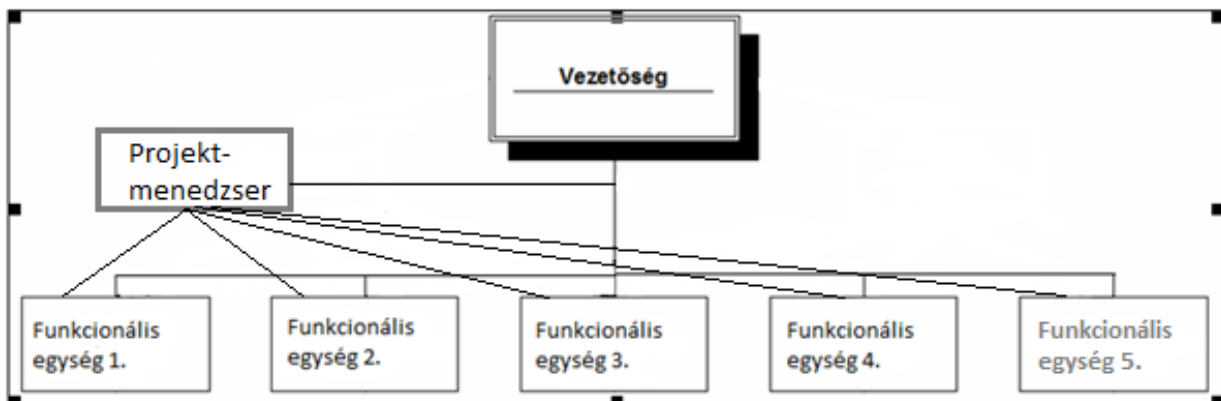 Vezetőség
Projekt-
menedzser
Funkcionális
egység 1.
Funkcionális
egység 2.
Funkcionális
egység 3.
Funkcionális
egység 4.
Funkcionális
egység 5.